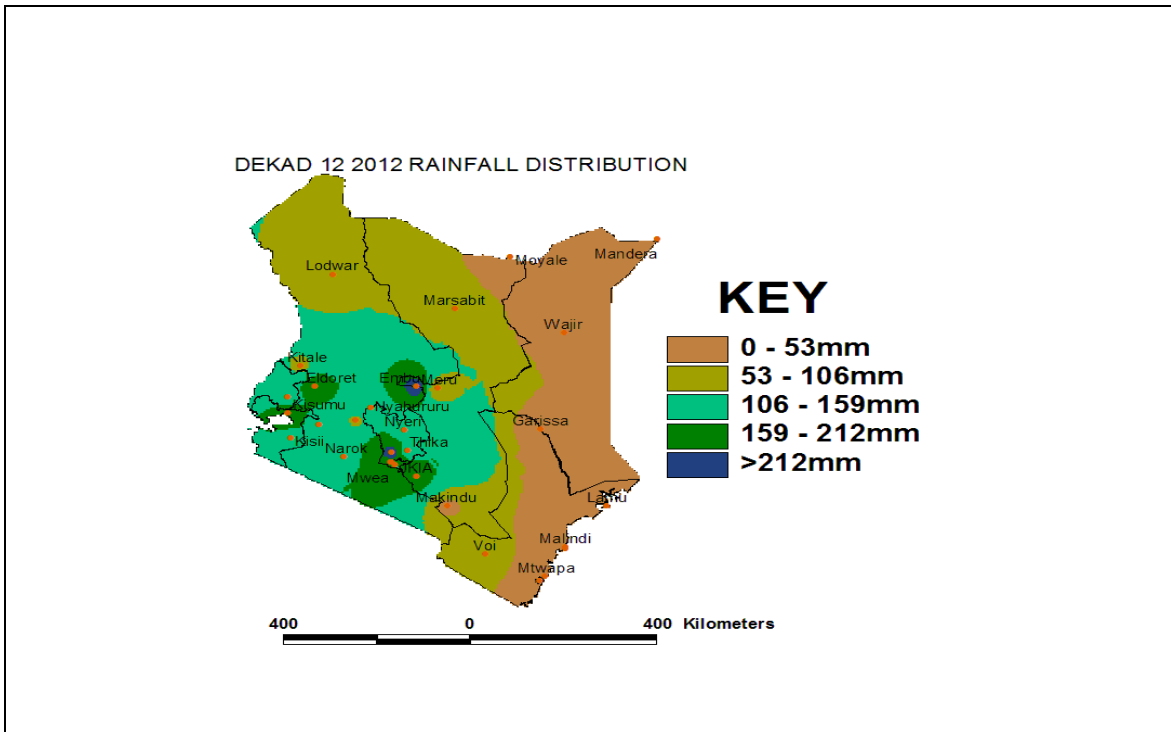 DEKAD 12 2012 RAINFALL DISTRIBUTION
Mandera
Moyale
Lodwar
Marsabit
Wajir
KEY
0 - 53mm
53 - 106mm
106 - 159mm
159 - 212mm
>212mm
Kitale
Eldoret
Embu
Meru
Kisumu
Nyahururu
Nyeri
Garissa
Kisii
Narok
Thika
Mwea
JKIA
Makindu
Lamu
Voi
Malindi
Mtwapa
400 0 400 Kilometers